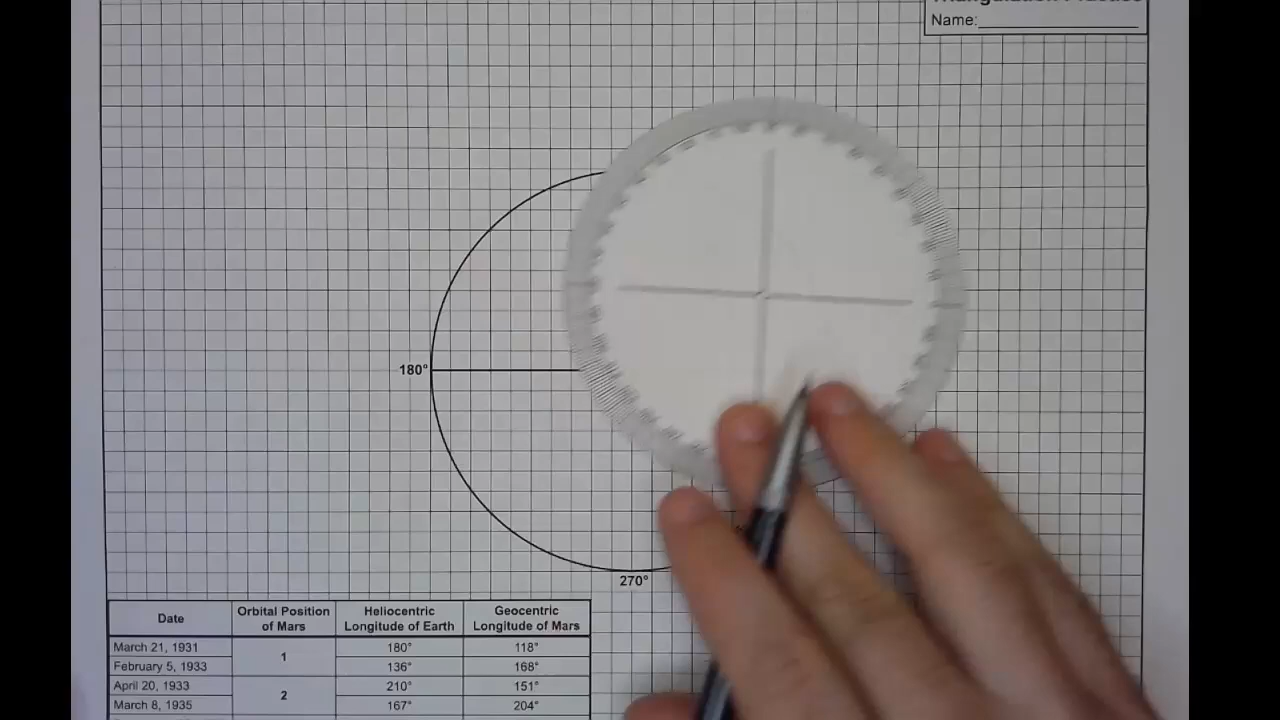 Name:
180°
270°
Date
Orbital Position
of Mars
Heliocentric
Longitude of Earth
Geocentric
Longitude of Mars
March 21, 1931
1
180°
118°
February 5, 1933
136°
168°
April 20, 1933
2
210°
151°
March 8, 1935
167°
204°